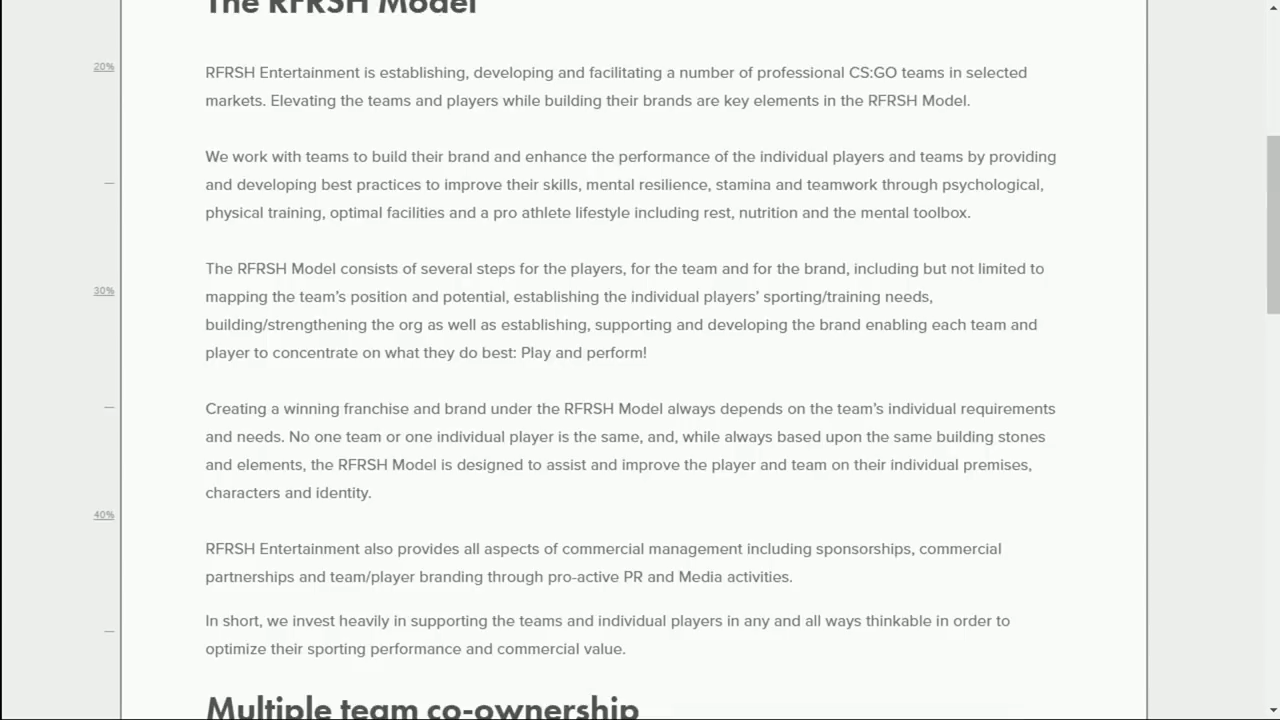 The RFRSH Model
20%
RFRSH Entertainment is establishing, developing and facilitating a number of professional CS:GO teams in selected
markets. Elevating the teams and players while building their brands are key elements in the RFRSH Model.
We work with teams to build their brand and enhance the performance of the individual players and teams by providing
and developing best practices to improve their skills, mental resilience, stamina and teamwork through psychological,
physical training, optimal facilities and a pro athlete lifestyle including rest, nutrition and the mental toolbox.
The RFRSH Model consists of several steps for the players, for the team and for the brand, including but not limited to
30%
mapping the team’s position and potential, establishing the individual players’ sporting/training needs,
building/strengthening the org as well as establishing, supporting and developing the brand enabling each team and
player to concentrate on what they do best: Play and perform!
Creating a winning franchise and brand under the RFRSH Model always depends on the team’s individual requirements
and needs. No one team or one individual player is the same, and, while always based upon the same building stones
and elements, the RFRSH Model is designed to assist and improve the player and team on their individual premises,
characters and identity.
40%
RFRSH Entertainment also provides all aspects of commercial management including sponsorships, commercial
partnerships and team/player branding through pro-active PR and Media activities.
In short, we invest heavily in supporting the teams and individual players in any and all ways thinkable in order to
optimize their sporting performance and commercial value.
Multiple team co-ownership